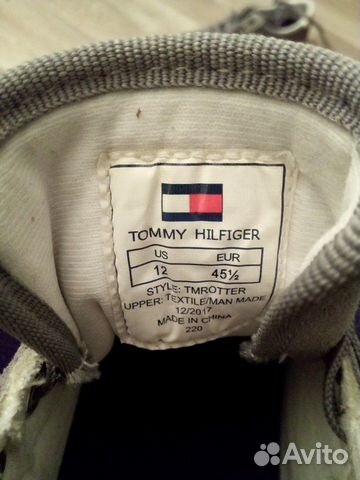 TOMMY HILFIGER
US EUR
12 45½
STYLE: TMROTTER
UPPER: TEXTILE/MAN MADE
12/2017
MADE IN CHINA
220
Avito